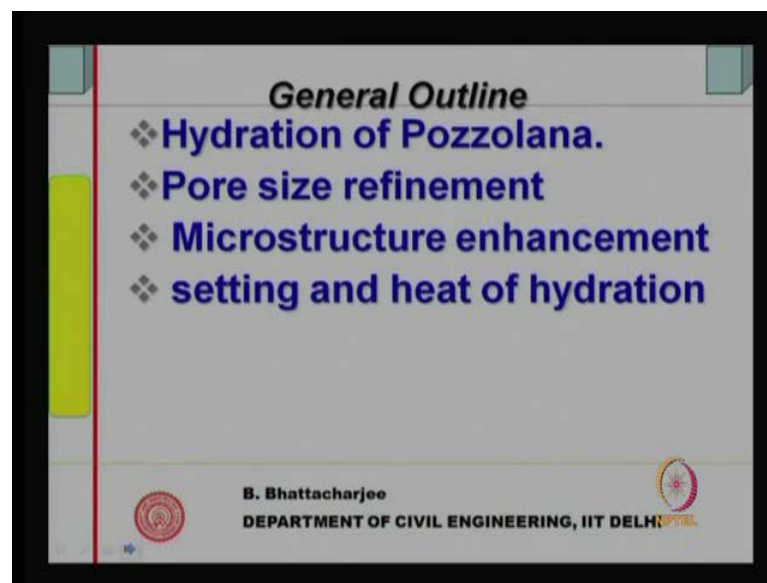 General Outline
❖Hydration of Pozzolana.
❖Pore size refinement
❖ Microstructure enhancement
❖ setting and heat of hydration
B. Bhattacharjee
DEPARTMENT OF CIVIL ENGINEERING, IIT DELHI
NPTEL